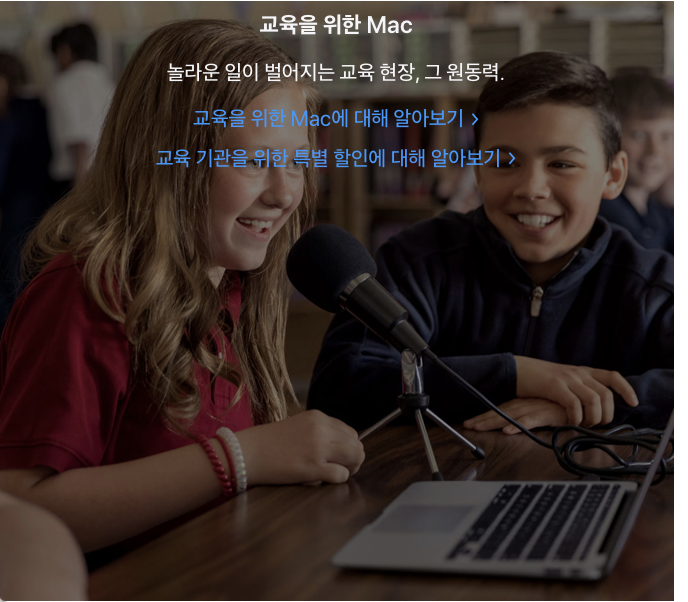 교육을 위한 Mac
놀라운 일이 벌어지는 교육 현장, 그 원동력.
교육을 위한 Mac에 대해 알아보기 >
교육 기관을 위한 특별 할인에 대해 알아보기 >